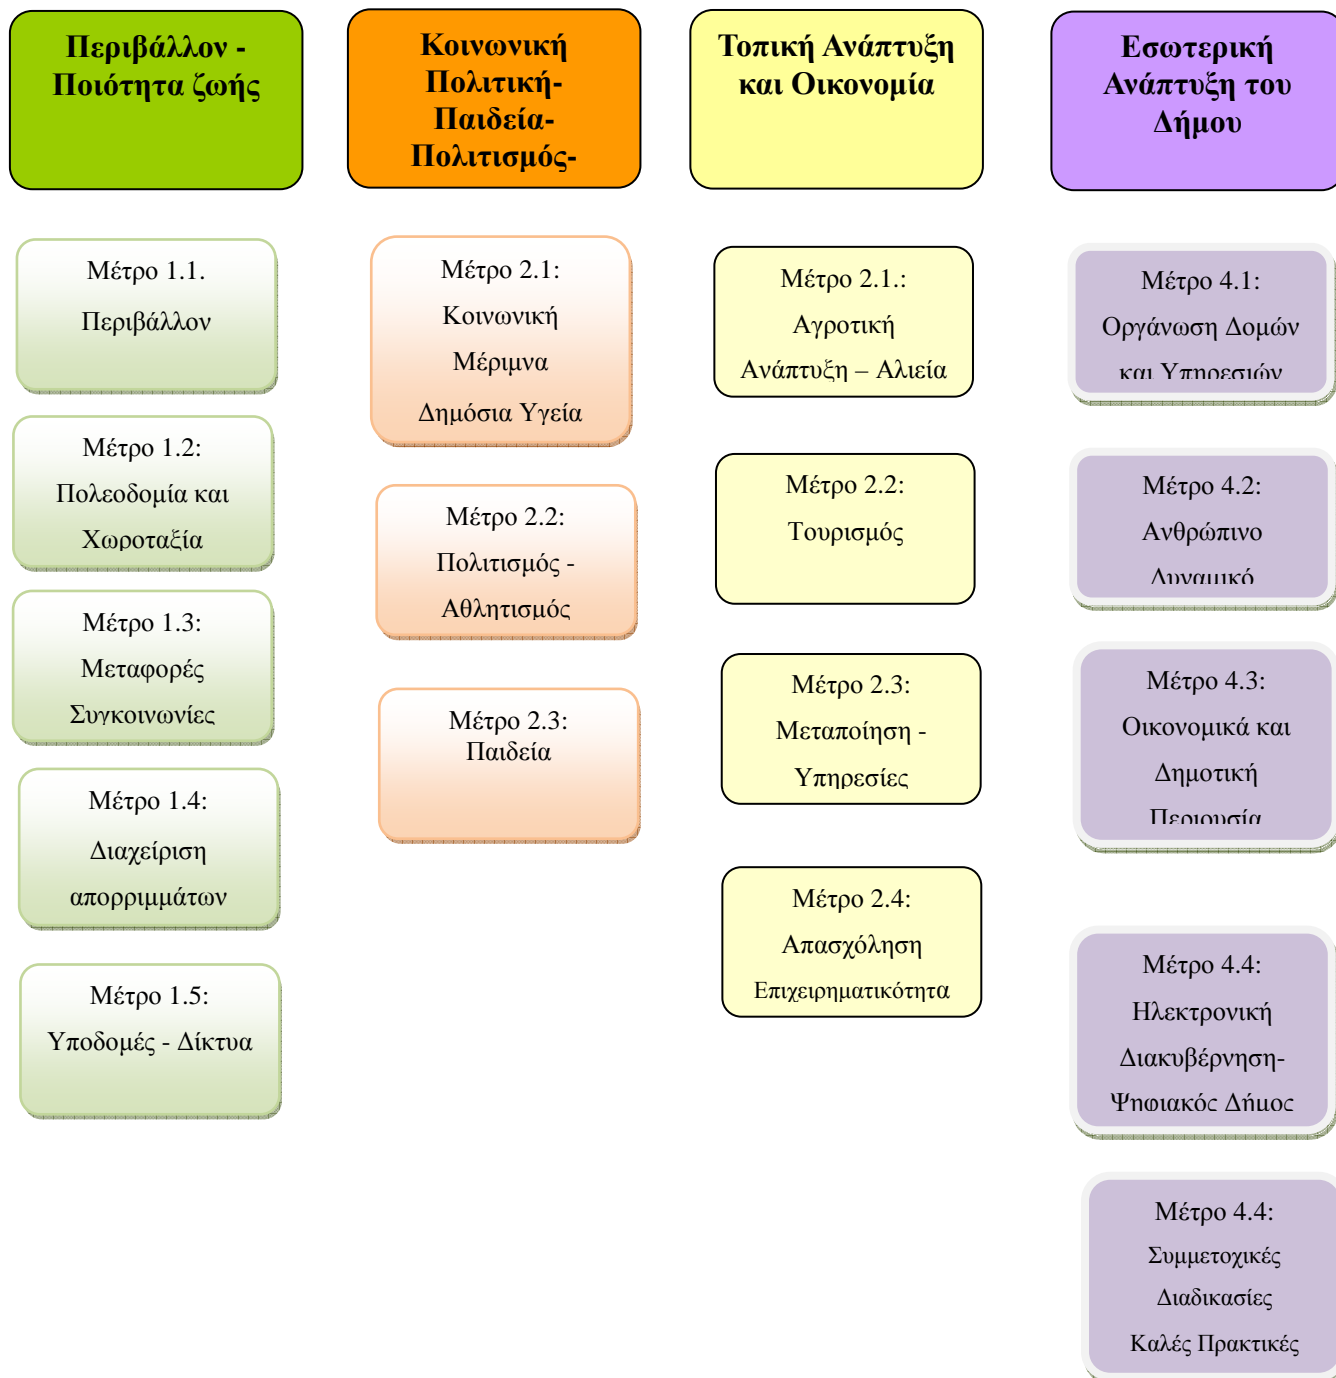 Περιβάλλον -
Ποιότητα ζωής
Κοινωνική
Πολιτική-
Παιδεία-
Πολιτισμός-
Τοπική Ανάπτυξη
και Οικονομία
Εσωτερική
Ανάπτυξη του
Δήμου
Μέτρο 1.1.
Περιβάλλον
Μέτρο 1.2:
Πολεοδομία και
Χωροταξία
Μέτρο 1.3:
Μεταφορές
Συγκοινωνίες
Μέτρο 1.4:
Διαχείριση
απορριμμάτων
Μέτρο 1.5:
Υποδομές - Δίκτυα
Μέτρο 2.1:
Κοινωνική
Μέριμνα
Δημόσια Υγεία
Μέτρο 2.2:
Πολιτισμός -
Αθλητισμός
Μέτρο 2.3:
Παιδεία
Μέτρο 2.1.:
Αγροτική
Ανάπτυξη – Αλιεία
Μέτρο 2.2:
Τουρισμός
Μέτρο 2.3:
Μεταποίηση -
Υπηρεσίες
Μέτρο 2.4:
Απασχόληση
Επιχειρηματικότητα
Μέτρο 4.1:
Οργάνωση Δομών
και Υπηρεσιών
Μέτρο 4.2:
Ανθρώπινο
Δυναμικό
Μέτρο 4.3:
Οικονομικά και
Δημοτική
Περιουσία
Μέτρο 4.4:
Ηλεκτρονική
Διακυβέρνηση-
Ψηφιακός Δήμος
Μέτρο 4.4:
Συμμετοχικές
Διαδικασίες
Καλές Πρακτικές